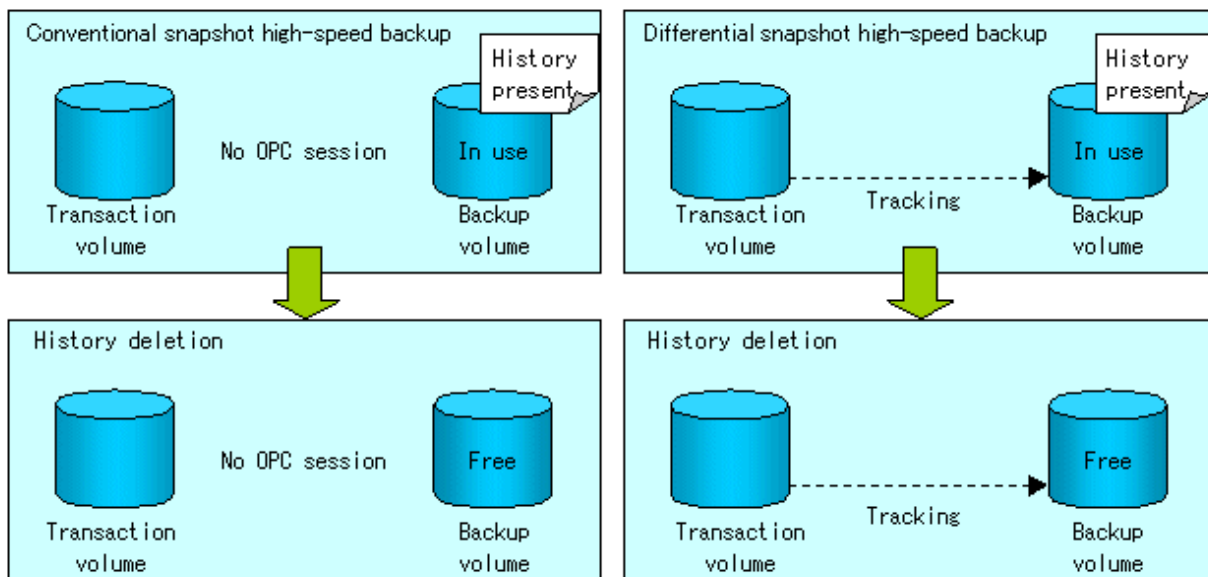 Conventional snapshot high-speed backup
History
present
In use
No OPC session
Transaction
volume
Backup
volume
Differential snapshot high-speed backup
History
present
In use
Tracking
Transaction
volume
Backup
volume
History deletion
No OPC session
Free
Transaction
volume
Backup
volume
History deletion
Free
Tracking
Transaction
volume
Backup
volume